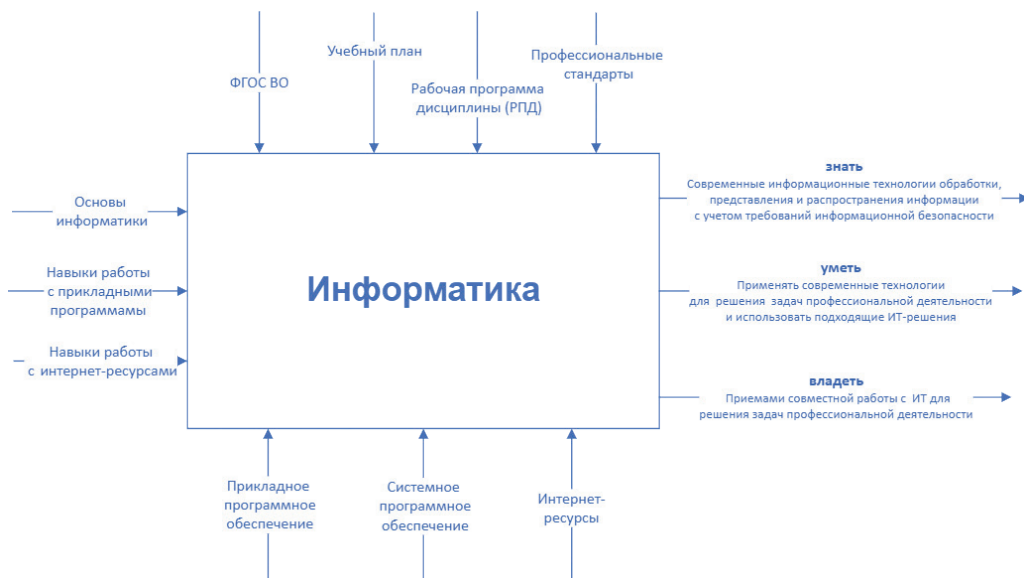 ФГОС ВО
Учебный план
Рабочая программа
дисциплины (РПД)
Профессиональные
стандарты
Основы
информатики
Навыки работы
с прикладными
программамы
Навыки работы
с интернет-ресурсами
Информатика
знать
Современные информационные технологии обработки,
представления и распространения информации
с учетом требований информационной безопасности
уметь
Применять современные технологии
для решения задач профессиональной деятельности
и использовать подходящие ИТ-решения
владеть
Приемами совместной работы с ИТ для
решения задач профессиональной деятельности
Прикладное
программное
обеспечение
Системное
программное
обеспечение
Интернет-
ресурсы